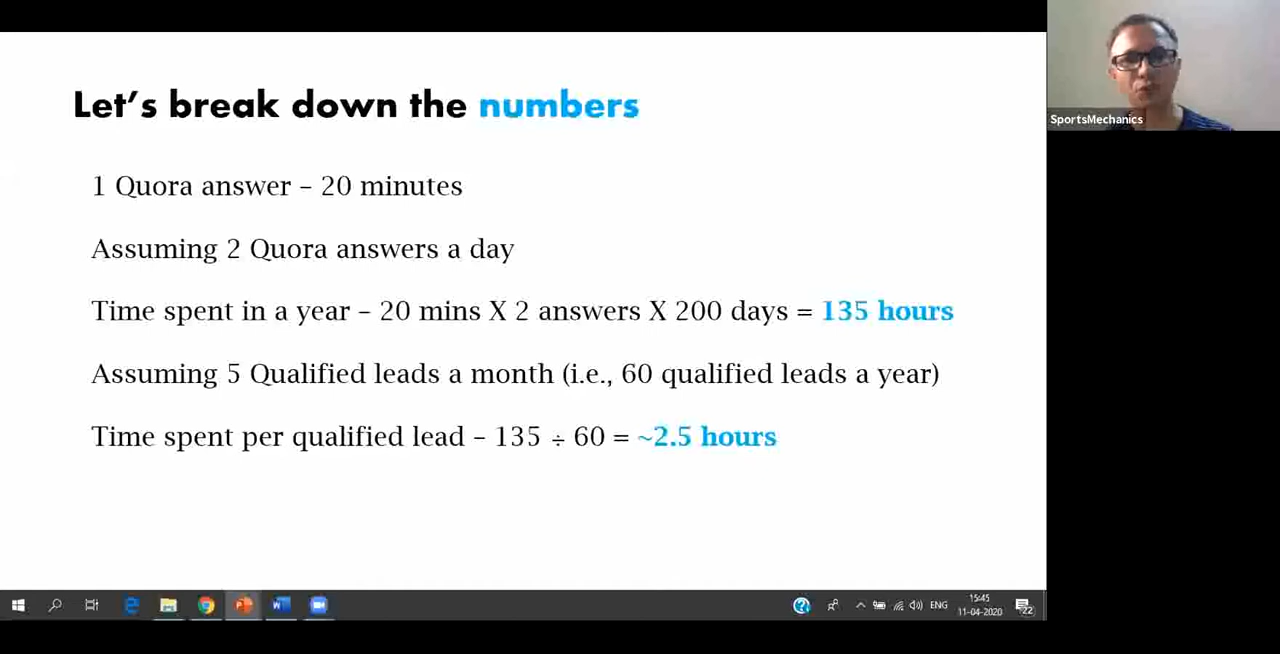 Let's break down the numbers
SportsMechanics
1 Quora answer – 20 minutes
Assuming 2 Quora answers a day
Time spent in a year – 20 mins X 2 answers X 200 days = 135 hours
Assuming 5 Qualified leads a month (i.e., 60 qualified leads a year)
Time spent per qualified lead – 135 ÷ 60 = ~2.5 hours
ENG
15:45
11-04-2020
22